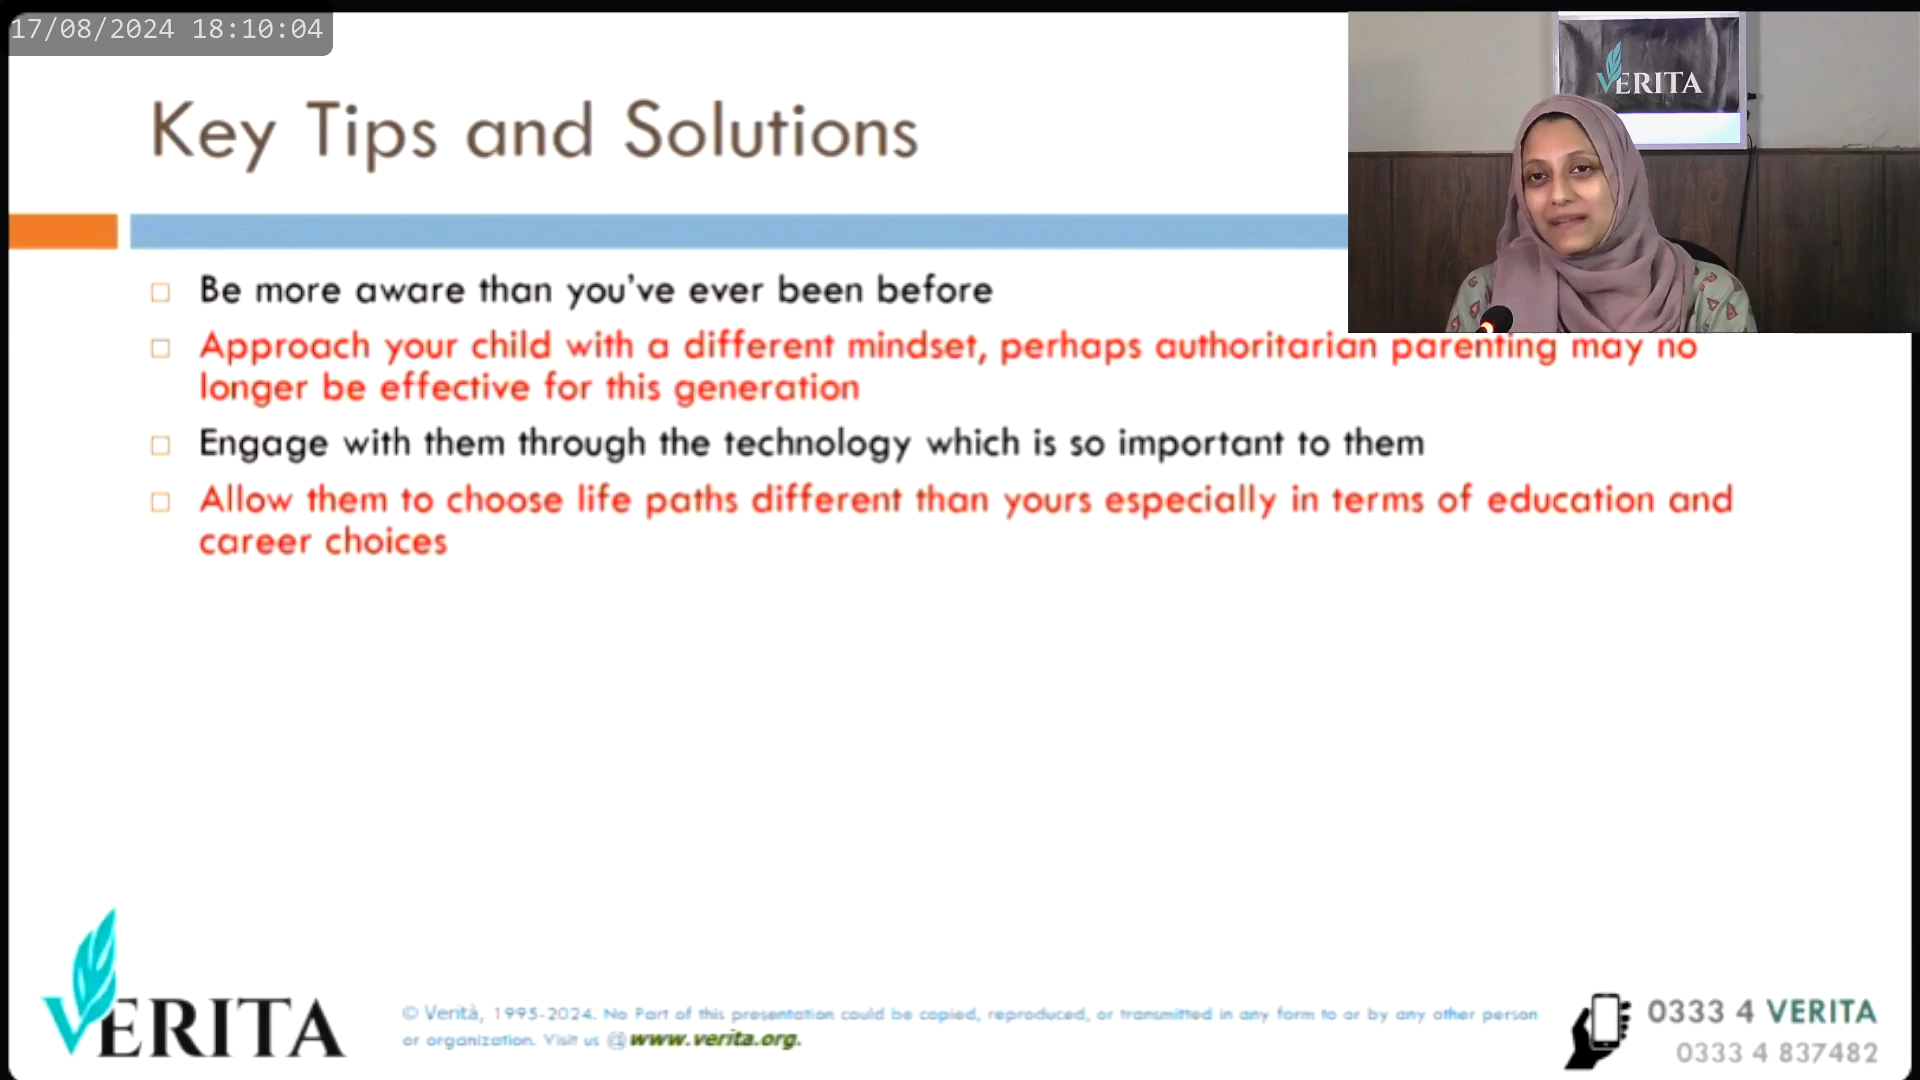 17/08/2024 18:10:04
VERITA
Key Tips and Solutions
Be more aware than you've ever been before
Approach your child with a different mindset, perhaps authoritarian parenting may no
longer be effective for this generation
Engage with them through the technology which is so important to them
Allow them to choose life paths different than yours especially in terms of education and
career choices
VERITA
© Verità, 1995-2024. No Part of this presentation could be copied, reproduced, or transmitted in any form to or by any other person
or organization. Visit us @www.verita.org.
0333 4 VERITA
0333 4 837482